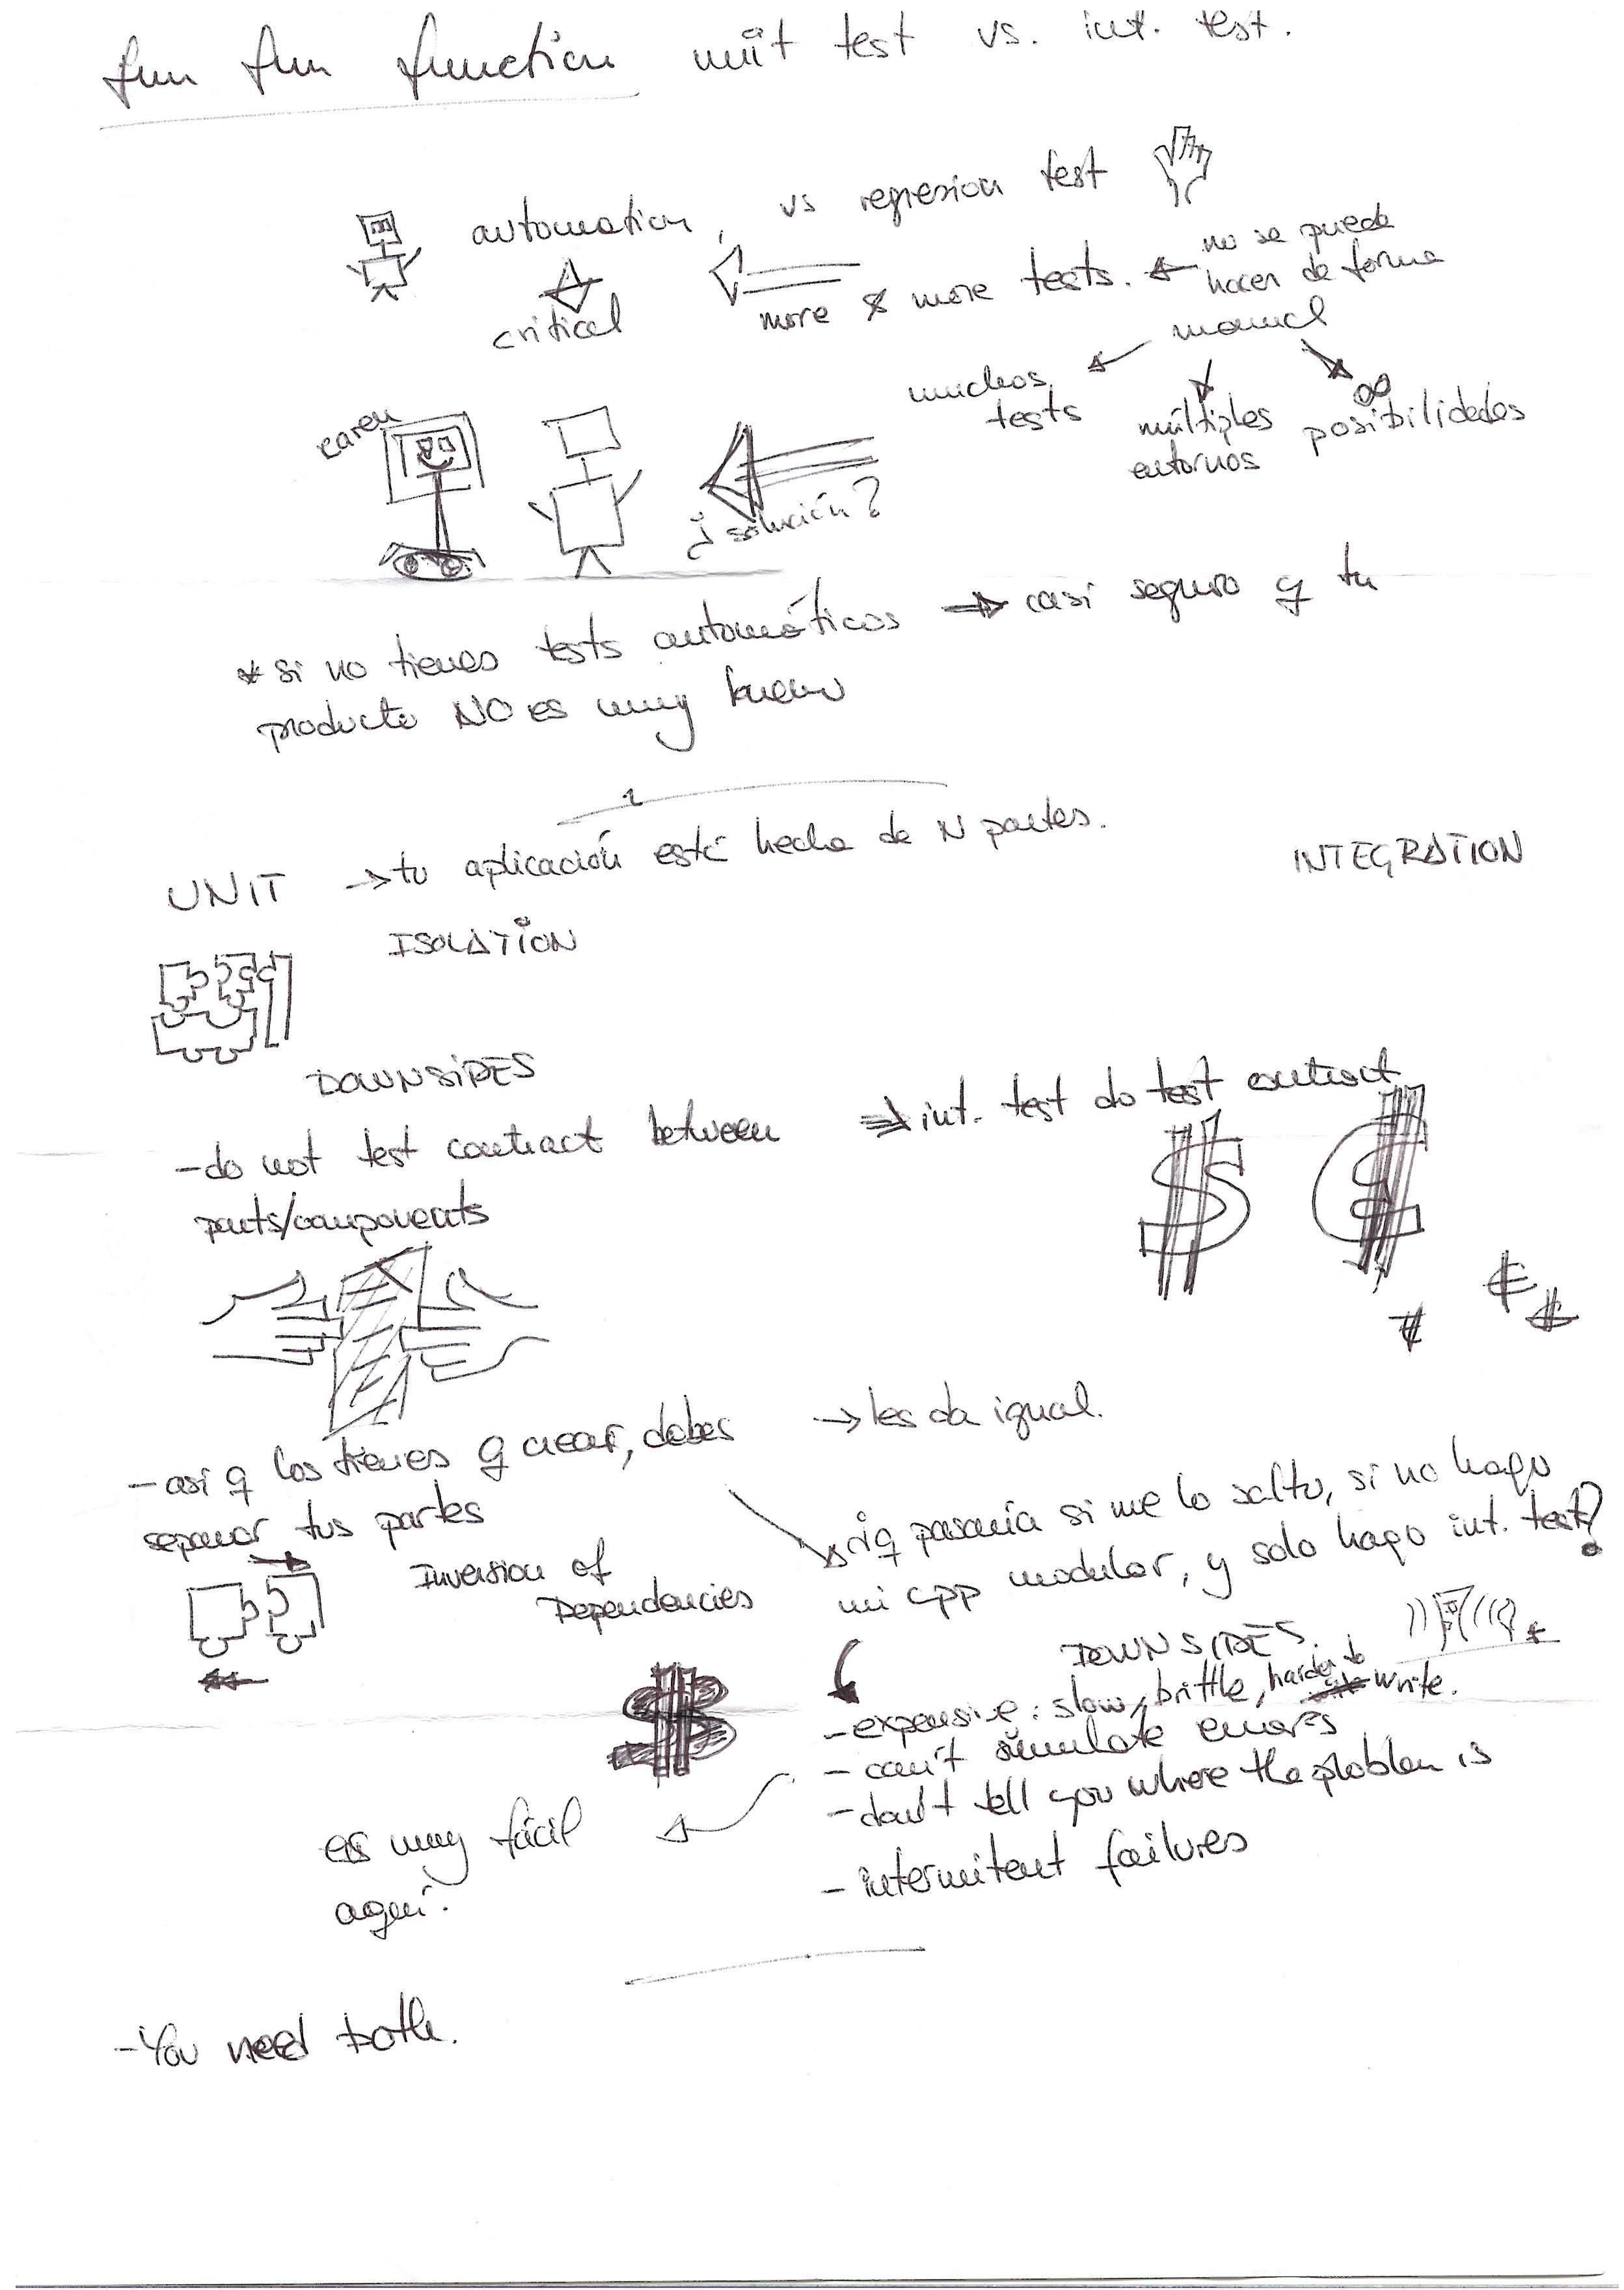 fun fun function unit test vs. int. test.
automation, vs regresion test
critical
more & more tests.
no se puede
hacer de forma
manual
muchos
tests
múltiples
entornos
∞
posibilidades
karen
¿solución?
* si no tienes tests automáticos → casi seguro q tu
producto NO es muy bueno
UNIT → tu aplicación está hecha de N partes.
INTEGRATION
ISOLATION
DOWNSIDES
- do not test contract between
parts/components
⇒ int. test do test contract
$ €
- asi q los tienes q crear, debes
separar tus partes
→ les da igual.
Inversion of
Dependencies
¿q pasaría si me lo salto, si no hago
mi app modular, y solo hago int. test?
$
DOWNSIDES
- expensive: slow, brittle, harder to write.
- can't simulate errors
- don't tell you where the problem is
- intermitent failures
es muy fácil
aquí.
- You need both.